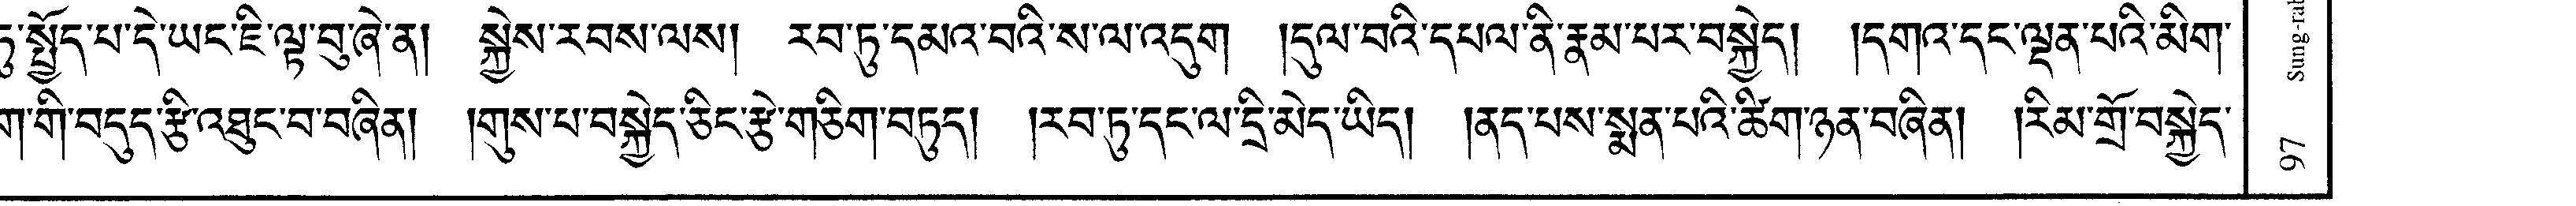 སྤྱོད་པ་དེ་ཡང་ཇི་ལྟ་བུ་ཞེ་ན། སྐྱེས་རབས་ལས། རབ་ཏུ་དམའ་བའི་ས་ལ་འདུག །དུལ་བའི་དཔལ་ནི་རྣམ་པར་བསྐྱེད། །དགའ་དང་ལྡན་པའི་མིག་
གི་བདུད་རྩི་འཐུང་བ་བཞིན། །གུས་པ་བསྐྱེད་ཅིང་རྩེ་གཅིག་བཏུད། །རབ་ཏུ་དང་ལ་དྲི་མེད་ཡིད། །ནད་པས་སྨན་པའི་ཚིག་ཉན་བཞིན། །རིམ་གྲོ་བསྐྱེད་
97